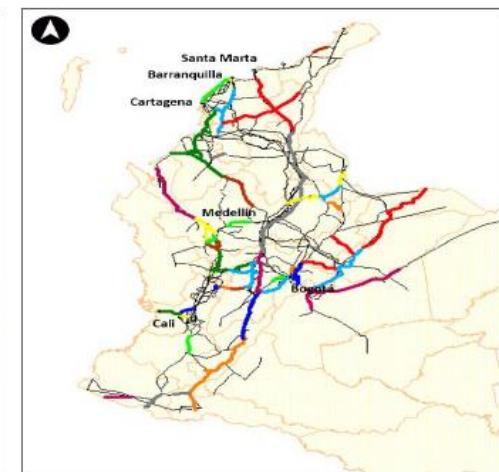 Santa Marta
Barranquilla
Cartagena
Medellín
Bogotá
Cali